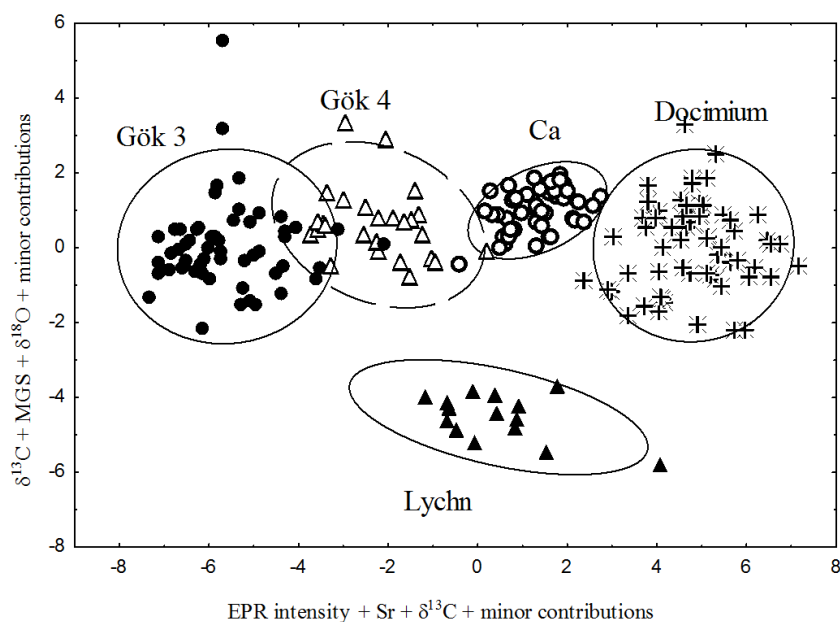 6
4
2
0
-2
-4
-6
-8
δ¹³C + MGS + δ¹⁸O + minor contributions
Gök 3
Gök 4
Ca
Docimium
Lychn
-8
-6
-4
-2
0
2
4
6
8
EPR intensity + Sr + δ¹³C + minor contributions